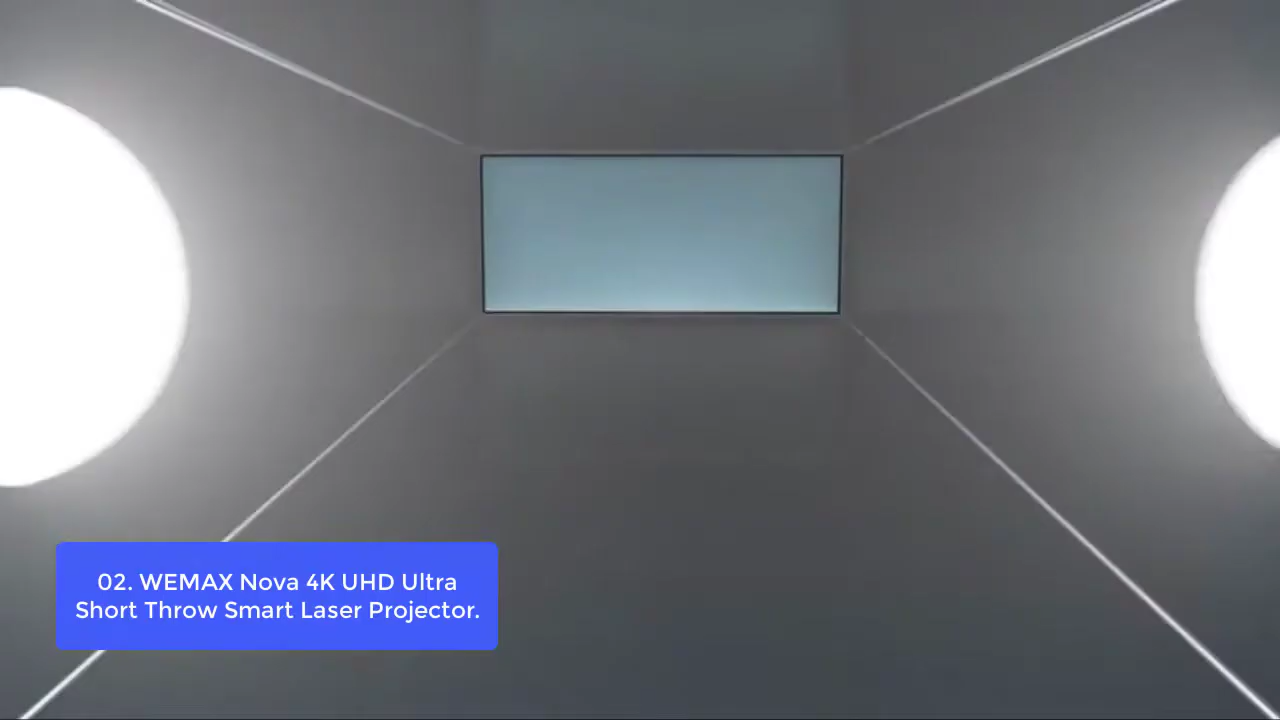 02. WEMAX Nova 4K UHD Ultra
Short Throw Smart Laser Projector.